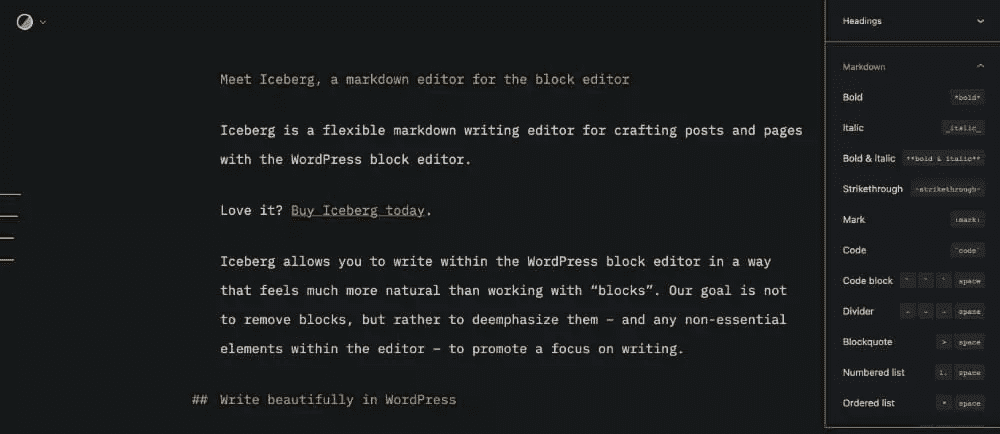 Meet Iceberg, a markdown editor for the block editor
Iceberg is a flexible markdown writing editor for crafting posts and pages
with the WordPress block editor.
Love it? Buy Iceberg today.
Iceberg allows you to write within the WordPress block editor in a way
that feels much more natural than working with “blocks”. Our goal is not
to remove blocks, but rather to deemphasize them – and any non-essential
elements within the editor – to promote a focus on writing.
## Write beautifully in WordPress
Headings
Markdown
Bold *bold*
Italic _italic_
Bold & Italic **bold & italic**
Strikethrough ~strikethrough~
Mark :mark:
Code `code`
Code block ` ` ` space
Divider - - - space
Blockquote > space
Numbered list 1. space
Ordered list * space